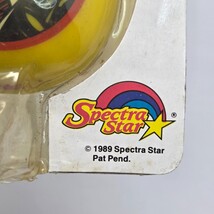 Spectra
Star ®
© 1989 Spectra Star
Pat Pend.